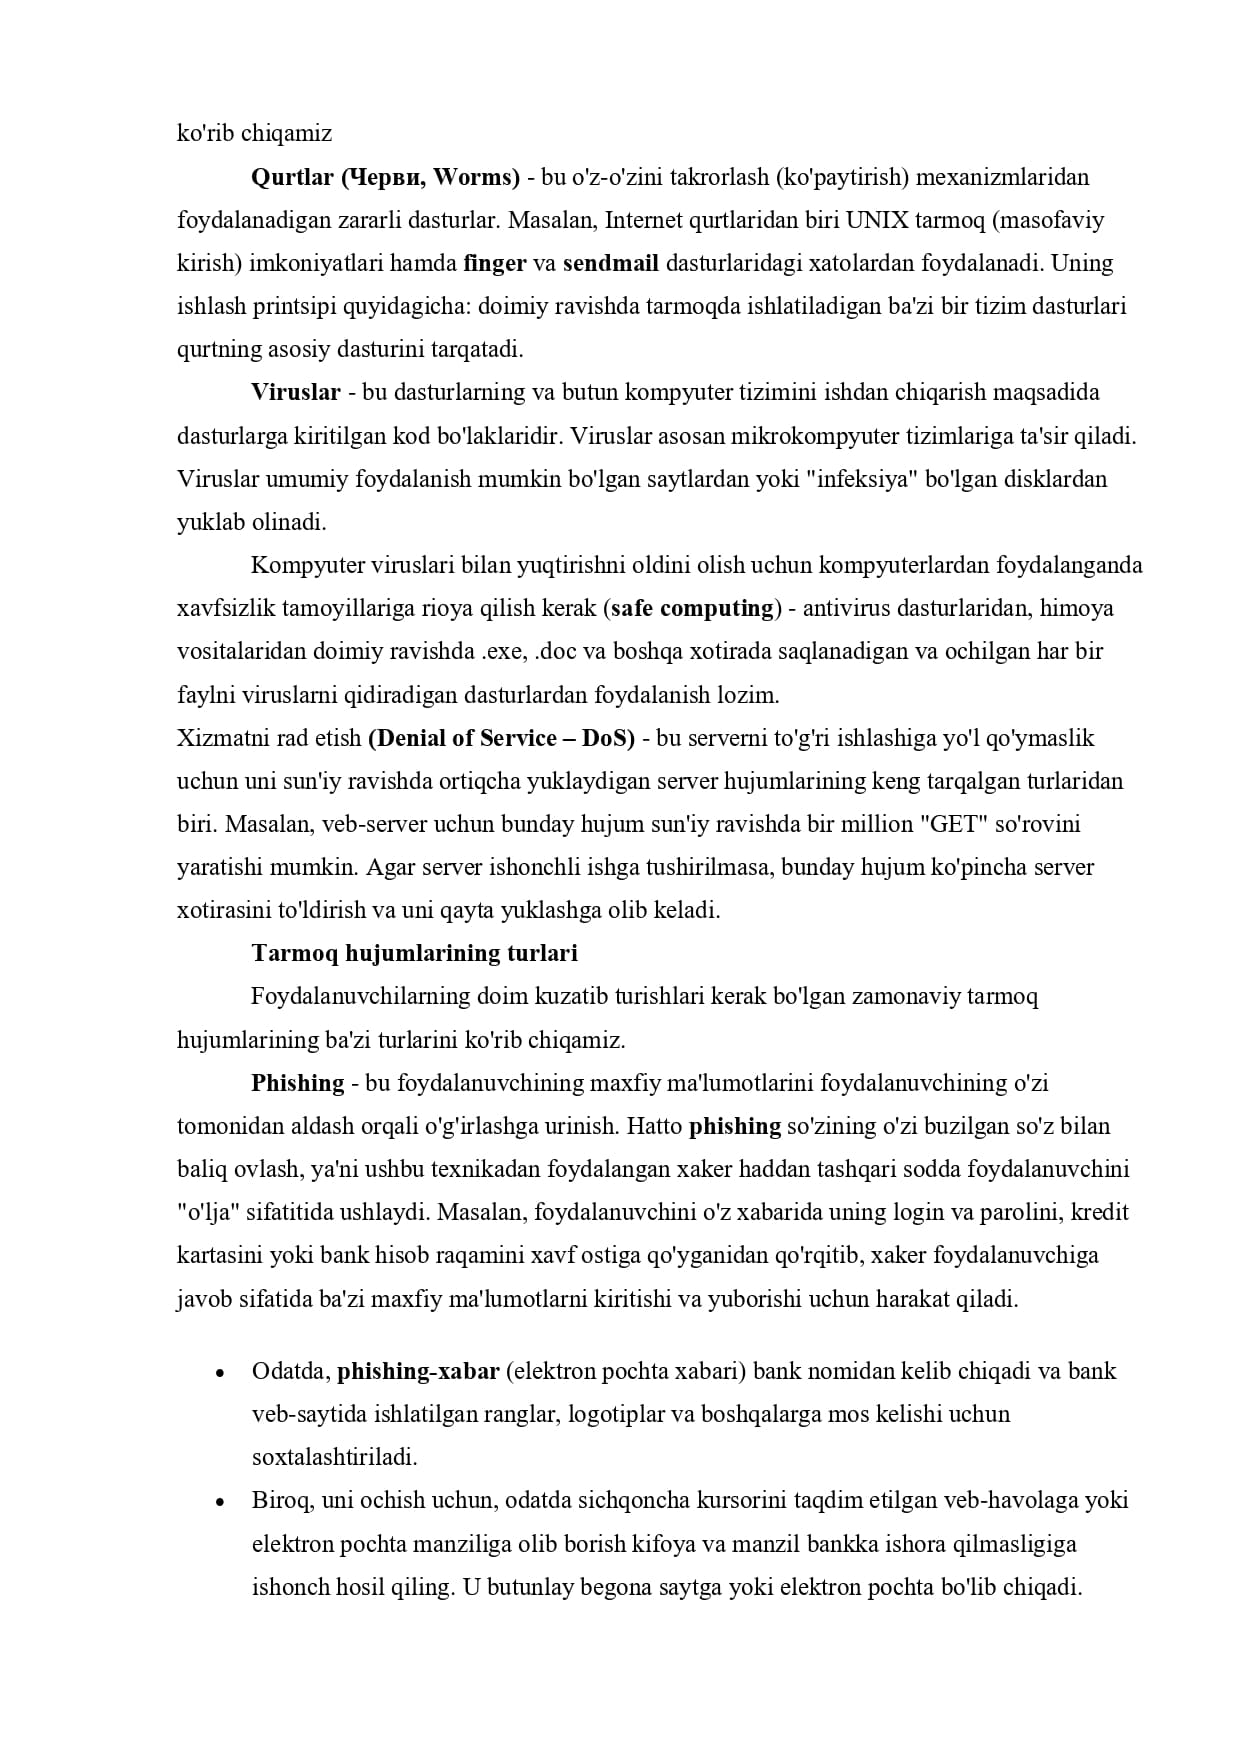 ko'rib chiqamiz
Qurtlar (Черви, Worms) - bu o'z-o'zini takrorlash (ko'paytirish) mexanizmlaridan
foydalanadigan zararli dasturlar. Masalan, Internet qurtlaridan biri UNIX tarmoq (masofaviy
kirish) imkoniyatlari hamda finger va sendmail dasturlaridagi xatolardan foydalanadi. Uning
ishlash printsipi quyidagicha: doimiy ravishda tarmoqda ishlatiladigan ba'zi bir tizim dasturlari
qurtning asosiy dasturini tarqatadi.
Viruslar - bu dasturlarning va butun kompyuter tizimini ishdan chiqarish maqsadida
dasturlarga kiritilgan kod bo'laklaridir. Viruslar asosan mikrokompyuter tizimlariga ta'sir qiladi.
Viruslar umumiy foydalanish mumkin bo'lgan saytlardan yoki "infeksiya" bo'lgan disklardan
yuklab olinadi.
Kompyuter viruslari bilan yuqtirishni oldini olish uchun kompyuterlardan foydalanganda
xavfsizlik tamoyillariga rioya qilish kerak (safe computing) - antivirus dasturlaridan, himoya
vositalaridan doimiy ravishda .exe, .doc va boshqa xotirada saqlanadigan va ochilgan har bir
faylni viruslarni qidiradigan dasturlardan foydalanish lozim.
Xizmatni rad etish (Denial of Service – DoS) - bu serverni to'g'ri ishlashiga yo'l qo'ymaslik
uchun uni sun'iy ravishda ortiqcha yuklaydigan server hujumlarining keng tarqalgan turlaridan
biri. Masalan, veb-server uchun bunday hujum sun'iy ravishda bir million "GET" so'rovini
yaratishi mumkin. Agar server ishonchli ishga tushirilmasa, bunday hujum ko'pincha server
xotirasini to'ldirish va uni qayta yuklashga olib keladi.
Tarmoq hujumlarining turlari
Foydalanuvchilarning doim kuzatib turishlari kerak bo'lgan zamonaviy tarmoq
hujumlarining ba'zi turlarini ko'rib chiqamiz.
Phishing - bu foydalanuvchining maxfiy ma'lumotlarini foydalanuvchining o'zi
tomonidan aldash orqali o'g'irlashga urinish. Hatto phishing so'zining o'zi buzilgan so'z bilan
baliq ovlash, ya'ni ushbu texnikadan foydalangan xaker haddan tashqari sodda foydalanuvchini
"o'lja" sifatitida ushlaydi. Masalan, foydalanuvchini o'z xabarida uning login va parolini, kredit
kartasini yoki bank hisob raqamini xavf ostiga qo'yganidan qo'rqitib, xaker foydalanuvchiga
javob sifatida ba'zi maxfiy ma'lumotlarni kiritishi va yuborishi uchun harakat qiladi.
• Odatda, phishing-xabar (elektron pochta xabari) bank nomidan kelib chiqadi va bank
veb-saytida ishlatilgan ranglar, logotiplar va boshqalarga mos kelishi uchun
soxtalashtiriladi.
• Biroq, uni ochish uchun, odatda sichqoncha kursorini taqdim etilgan veb-havolaga yoki
elektron pochta manziliga olib borish kifoya va manzil bankka ishora qilmasligiga
ishonch hosil qiling. U butunlay begona saytga yoki elektron pochta bo'lib chiqadi.